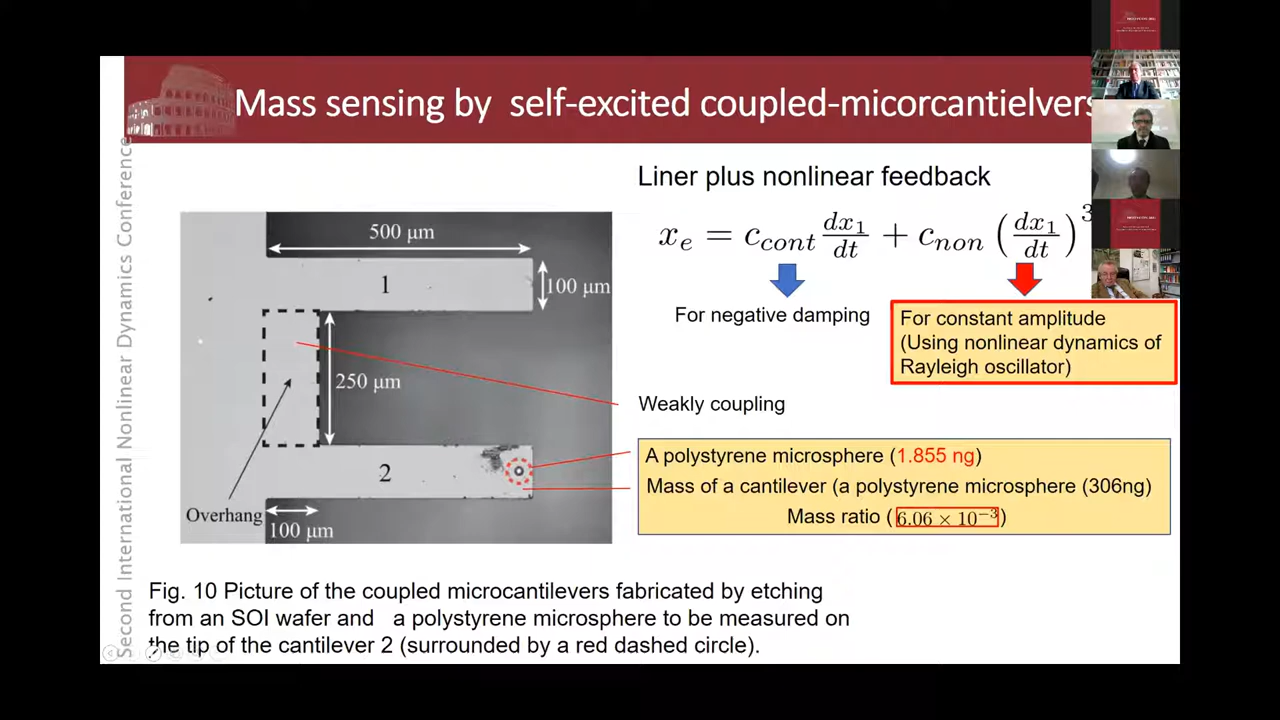 Mass sensing by self-excited coupled-micorcantielvers
Second International Nonlinear Dynamics Conference
Liner plus nonlinear feedback
x_e = c_cont dx_1/dt + c_non (dx_1/dt)^3
For negative damping
For constant amplitude
(Using nonlinear dynamics of
Rayleigh oscillator)
500 μm
1
100 μm
250 μm
Weakly coupling
2
Overhang
100 μm
A polystyrene microsphere (1.855 ng)
Mass of a cantilever (a polystyrene microsphere (306ng)
Mass ratio (6.06 × 10^-3)
Fig. 10 Picture of the coupled microcantilevers fabricated by etching
from an SOI wafer and a polystyrene microsphere to be measured on
the tip of the cantilever 2 (surrounded by a red dashed circle).